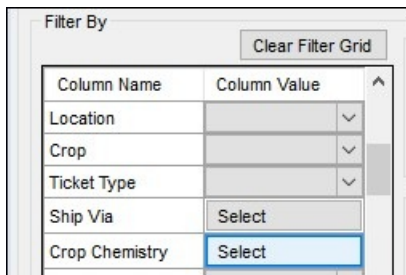 Filter By
Clear Filter Grid
Column Name Column Value
Location
Crop
Ticket Type
Ship Via Select
Crop Chemistry Select